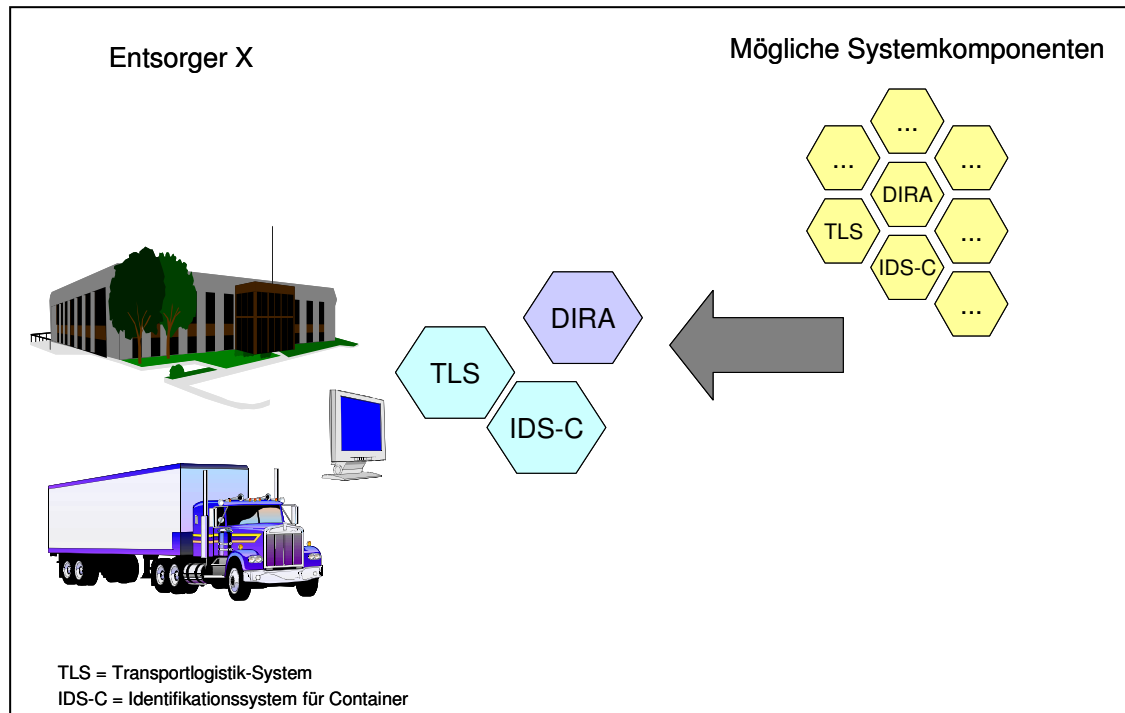 Entsorger X
Mögliche Systemkomponenten
...
...
...
DIRA
TLS
...
IDS-C
...
DIRA
TLS
IDS-C
TLS = Transportlogistik-System
IDS-C = Identifikationssystem für Container